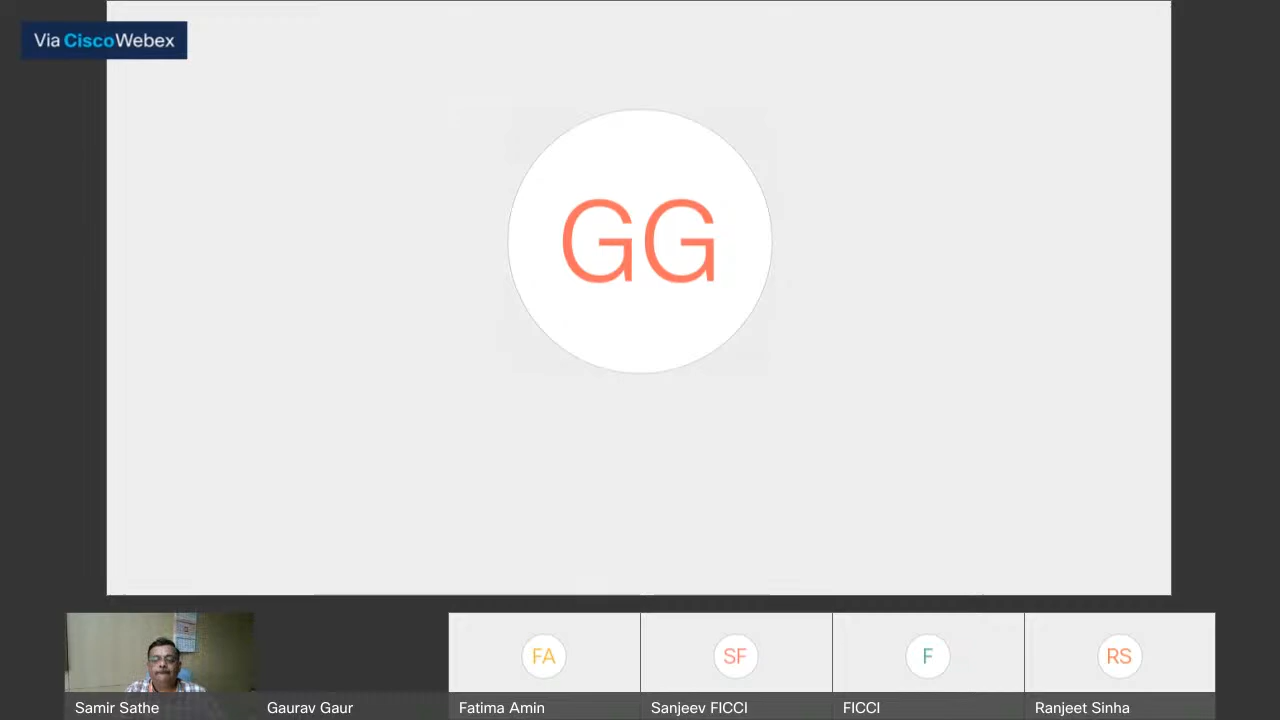 Via CiscoWebex
GG
FA
SF
F
RS
Samir Sathe
Gaurav Gaur
Fatima Amin
Sanjeev FICCI
FICCI
Ranjeet Sinha